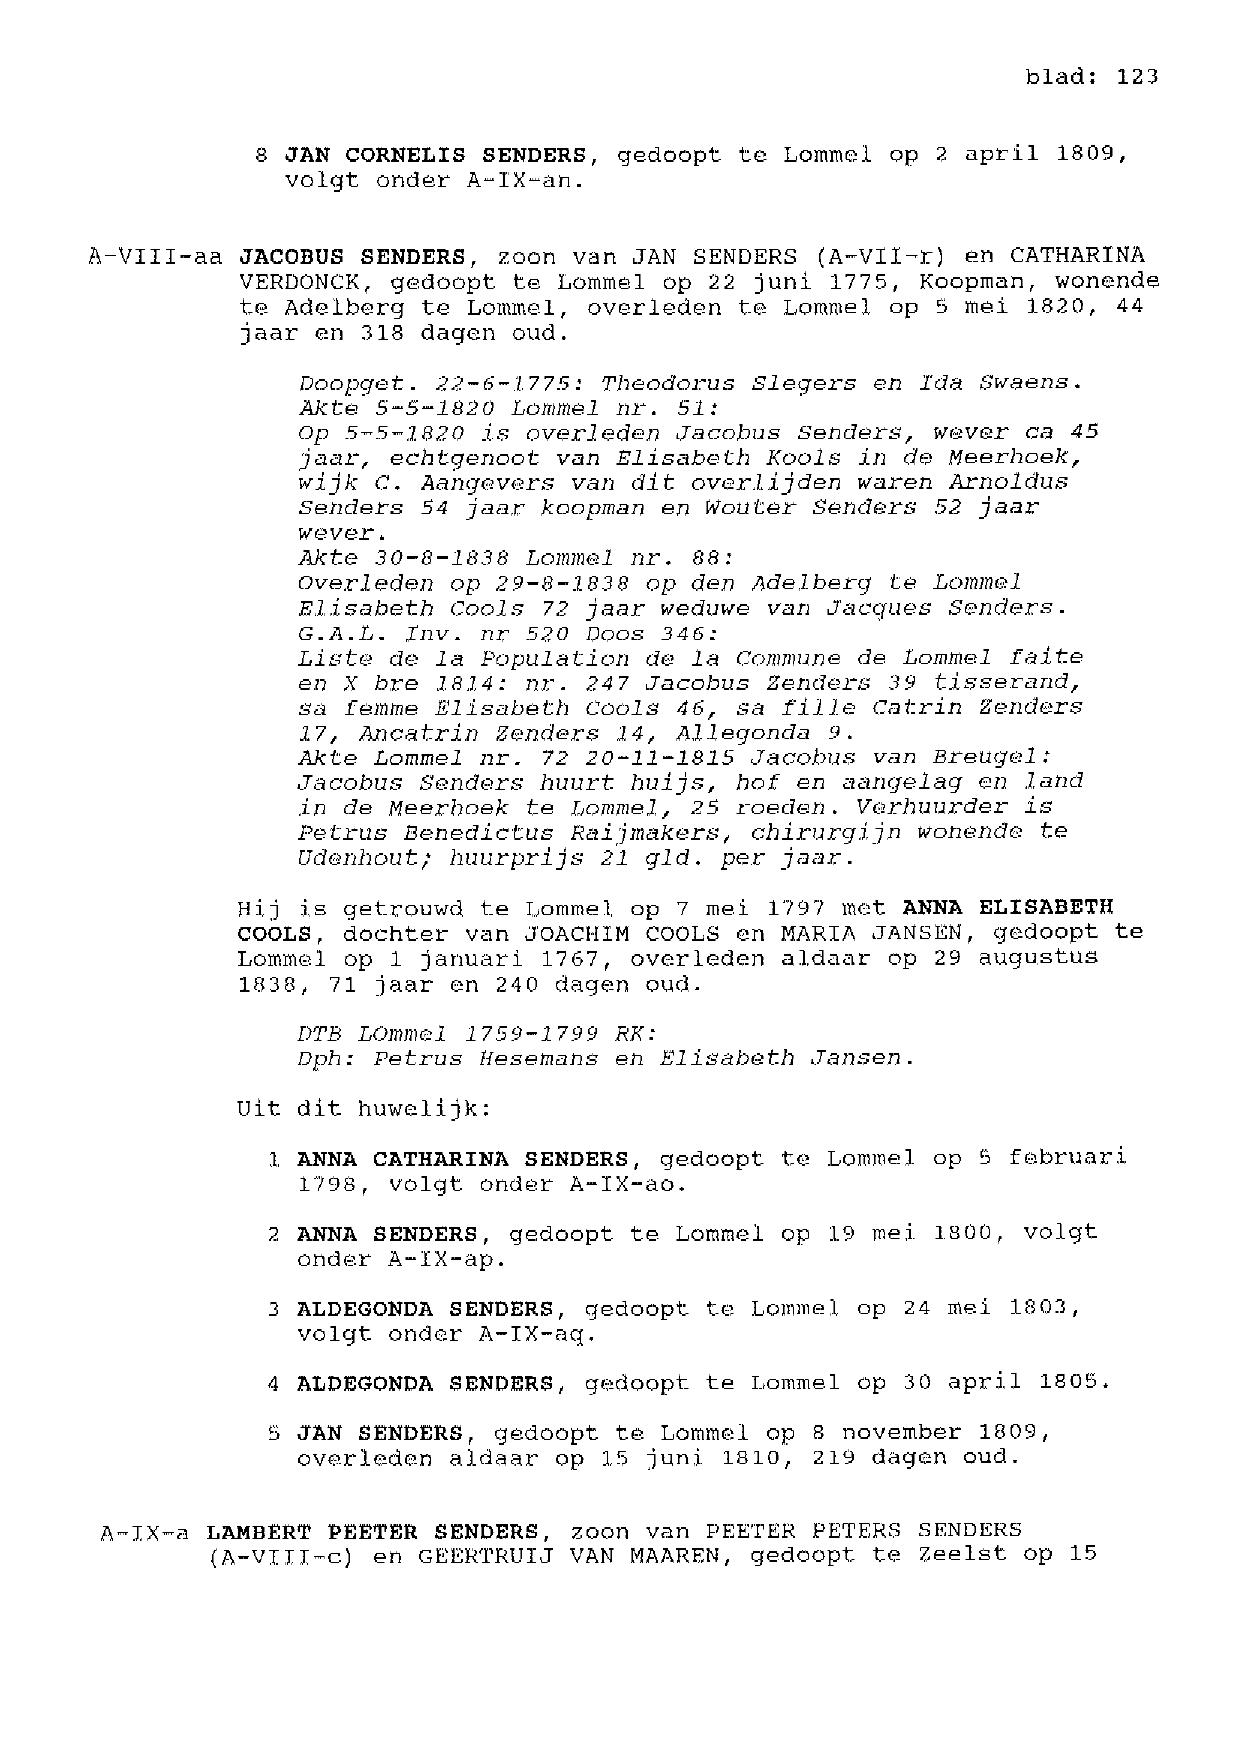 blad: 123
8 JAN CORNELIS SENDERS, gedoopt te Lommel op 2 april 1809,
volgt onder A-IX-an.
A-VIII-aa JACOBUS SENDERS, zoon van JAN SENDERS (A-VII-r) en CATHARINA
VERDONCK, gedoopt te Lommel op 22 juni 1775, Koopman, wonende
te Adelberg te Lommel, overleden te Lommel op 5 mei 1820, 44
jaar en 318 dagen oud.
Doopget. 22-6-1775: Theodorus Slegers en Ida Swaens.
Akte 5-5-1820 Lommel nr. 51:
Op 5-5-1820 is overleden Jacobus Senders, wever ca 45
jaar, echtgenoot van Elisabeth Kools in de Meerhoek,
wijk C. Aangevers van dit overlijden waren Arnoldus
Senders 54 jaar koopman en Wouter Senders 52 jaar
wever.
Akte 30-8-1838 Lommel nr. 88:
Overleden op 29-8-1838 op den Adelberg te Lommel
Elisabeth Cools 72 jaar weduwe van Jacques Senders.
G.A.L. Inv. nr 520 Doos 346:
Liste de la Population de la Commune de Lommel faite
en X bre 1814: nr. 247 Jacobus Zenders 39 tisserand,
sa femme Elisabeth Cools 46, sa fille Catrin Zenders
17, Ancatrin Zenders 14, Allegonda 9.
Akte Lommel nr. 72 20-11-1815 Jacobus van Breugel:
Jacobus Senders huurt huijs, hof en aangelag en land
in de Meerhoek te Lommel, 25 roeden. Verhuurder is
Petrus Benedictus Raijmakers, chirurgijn wonende te
Udenhout; huurprijs 21 gld. per jaar.
Hij is getrouwd te Lommel op 7 mei 1797 met ANNA ELISABETH
COOLS, dochter van JOACHIM COOLS en MARIA JANSEN, gedoopt te
Lommel op 1 januari 1767, overleden aldaar op 29 augustus
1838, 71 jaar en 240 dagen oud.
DTB LOmmel 1759-1799 RK:
Dph: Petrus Hesemans en Elisabeth Jansen.
Uit dit huwelijk:
1 ANNA CATHARINA SENDERS, gedoopt te Lommel op 5 februari
1798, volgt onder A-IX-ao.
2 ANNA SENDERS, gedoopt te Lommel op 19 mei 1800, volgt
onder A-IX-ap.
3 ALDEGONDA SENDERS, gedoopt te Lommel op 24 mei 1803,
volgt onder A-IX-aq.
4 ALDEGONDA SENDERS, gedoopt te Lommel op 30 april 1805.
5 JAN SENDERS, gedoopt te Lommel op 8 november 1809,
overleden aldaar op 15 juni 1810, 219 dagen oud.
A-IX-a LAMBERT PEETER SENDERS, zoon van PEETER PETERS SENDERS
(A-VIII-c) en GEERTRUIJ VAN MAAREN, gedoopt te Zeelst op 15